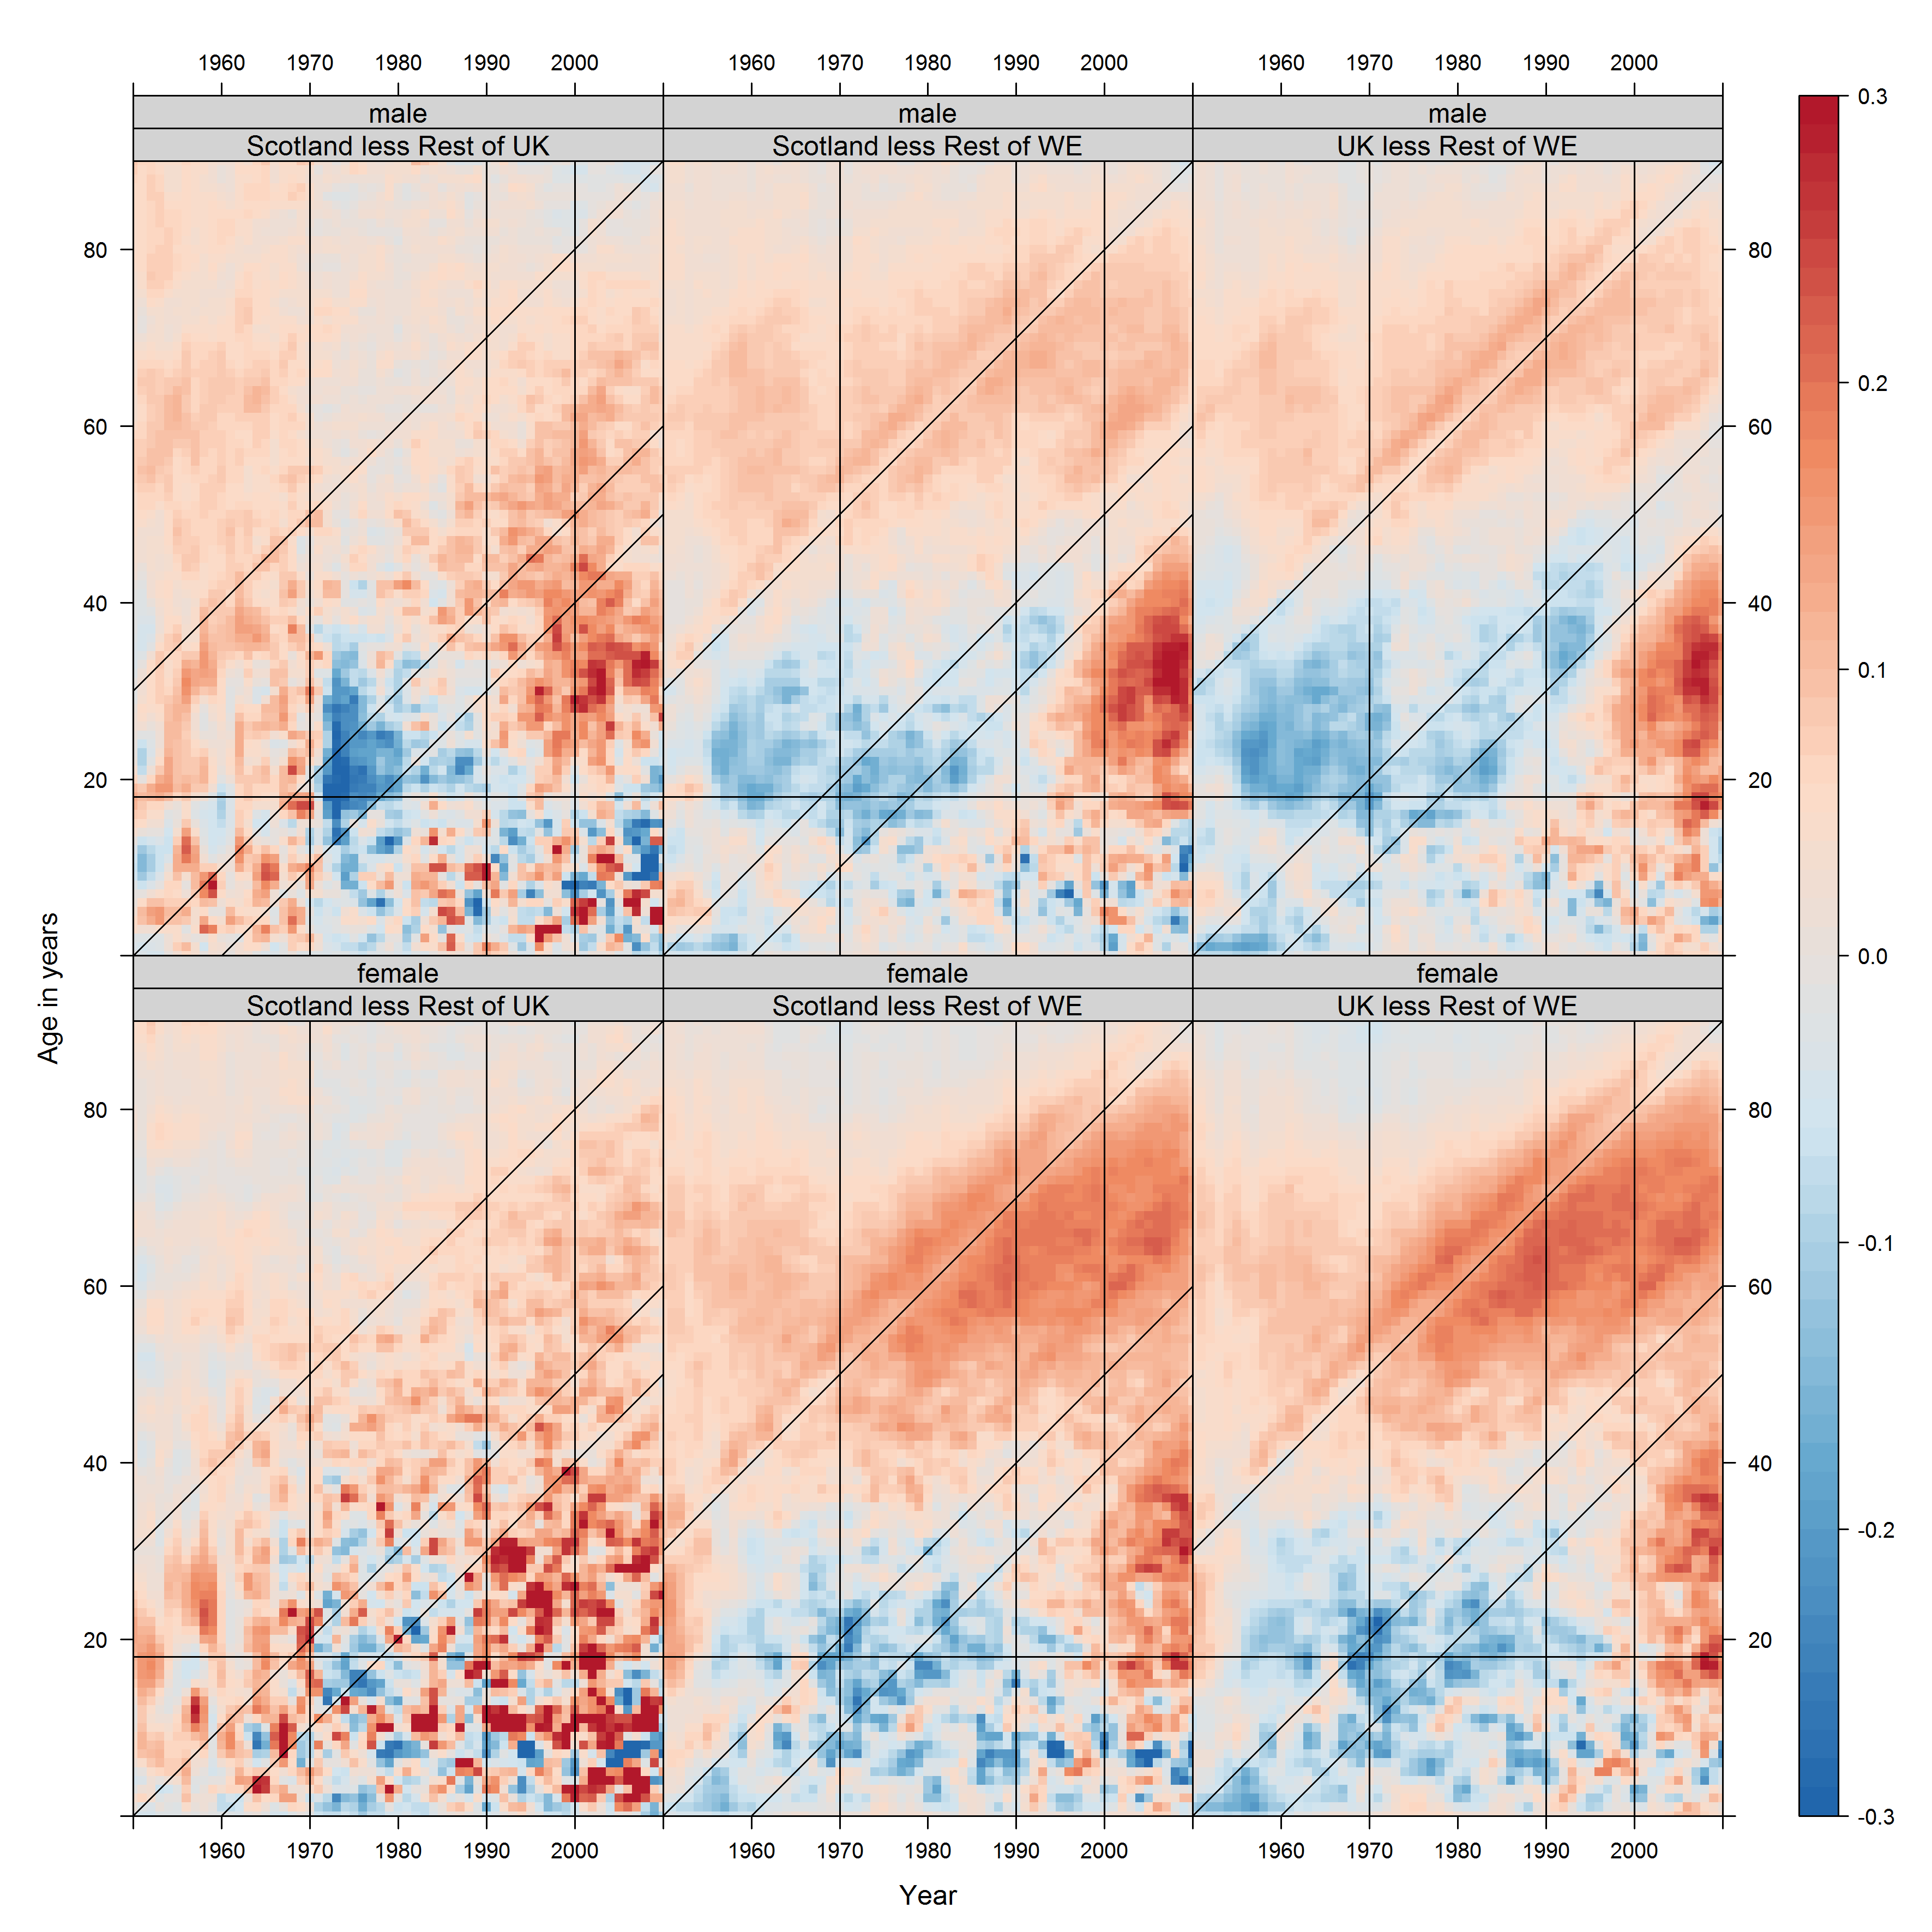 1960 1970 1980 1990 2000 1960 1970 1980 1990 2000 1960 1970 1980 1990 2000
male male male
Scotland less Rest of UK Scotland less Rest of WE UK less Rest of WE
80 80
60 60
40 40
20 20
female female female
Scotland less Rest of UK Scotland less Rest of WE UK less Rest of WE
80 80
60 60
40 40
20 20
1960 1970 1980 1990 2000 1960 1970 1980 1990 2000 1960 1970 1980 1990 2000
Year
Age in years
0.3
0.2
0.1
0.0
-0.1
-0.2
-0.3